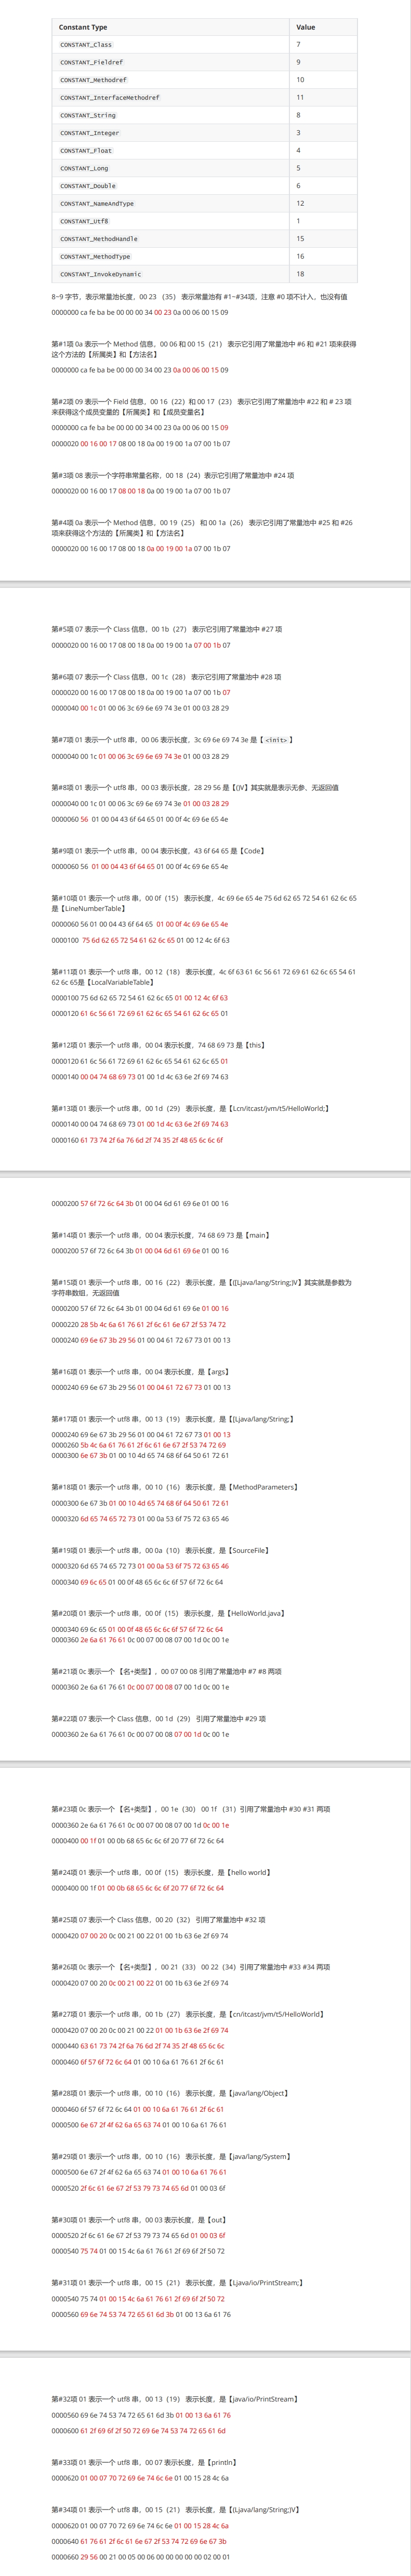 Constant Type Value
CONSTANT_Class 7
CONSTANT_Fieldref 9
CONSTANT_Methodref 10
CONSTANT_InterfaceMethodref 11
CONSTANT_String 8
CONSTANT_Integer 3
CONSTANT_Float 4
CONSTANT_Long 5
CONSTANT_Double 6
CONSTANT_NameAndType 12
CONSTANT_Utf8 1
CONSTANT_MethodHandle 15
CONSTANT_MethodType 16
CONSTANT_InvokeDynamic 18
8~9 字节，表示常量池长度，00 23 （35） 表示常量池有 #1~#34项，注意 #0 项不计入，也没有值
0000000 ca fe ba be 00 00 00 34 00 23 0a 00 06 00 15 09
第#1项 0a 表示一个 Method 信息，00 06 和 00 15（21） 表示它引用了常量池中 #6 和 #21 项来获得
这个方法的【所属类】和【方法名】
0000000 ca fe ba be 00 00 00 34 00 23 0a 00 06 00 15 09
第#2项 09 表示一个 Field 信息，00 16（22）和 00 17（23） 表示它引用了常量池中 #22 和 # 23 项
来获得这个成员变量的【所属类】和【成员变量名】
0000000 ca fe ba be 00 00 00 34 00 23 0a 00 06 00 15 09
0000020 00 16 00 17 08 00 18 0a 00 19 00 1a 07 00 1b 07
第#3项 08 表示一个字符串常量名称，00 18（24）表示它引用了常量池中 #24 项
0000020 00 16 00 17 08 00 18 0a 00 19 00 1a 07 00 1b 07
第#4项 0a 表示一个 Method 信息，00 19（25） 和 00 1a（26） 表示它引用了常量池中 #25 和 #26
项来获得这个方法的【所属类】和【方法名】
0000020 00 16 00 17 08 00 18 0a 00 19 00 1a 07 00 1b 07
第#5项 07 表示一个 Class 信息，00 1b（27） 表示它引用了常量池中 #27 项
0000020 00 16 00 17 08 00 18 0a 00 19 00 1a 07 00 1b 07
第#6项 07 表示一个 Class 信息，00 1c（28） 表示它引用了常量池中 #28 项
0000020 00 16 00 17 08 00 18 0a 00 19 00 1a 07 00 1b 07
0000040 00 1c 01 00 06 3c 69 6e 69 74 3e 01 00 03 28 29
第#7项 01 表示一个 utf8 串，00 06 表示长度，3c 69 6e 69 74 3e 是【 <init> 】
0000040 00 1c 01 00 06 3c 69 6e 69 74 3e 01 00 03 28 29
第#8项 01 表示一个 utf8 串，00 03 表示长度，28 29 56 是【()V】其实就是表示无参、无返回值
0000040 00 1c 01 00 06 3c 69 6e 69 74 3e 01 00 03 28 29
0000060 56 01 00 04 43 6f 64 65 01 00 0f 4c 69 6e 65 4e
第#9项 01 表示一个 utf8 串，00 04 表示长度，43 6f 64 65 是【Code】
0000060 56 01 00 04 43 6f 64 65 01 00 0f 4c 69 6e 65 4e
第#10项 01 表示一个 utf8 串，00 0f（15） 表示长度，4c 69 6e 65 4e 75 6d 62 65 72 54 61 62 6c 65
是【LineNumberTable】
0000060 56 01 00 04 43 6f 64 65 01 00 0f 4c 69 6e 65 4e
0000100 75 6d 62 65 72 54 61 62 6c 65 01 00 12 4c 6f 63
第#11项 01 表示一个 utf8 串，00 12（18） 表示长度，4c 6f 63 61 6c 56 61 72 69 61 62 6c 65 54 61
62 6c 65是【LocalVariableTable】
0000100 75 6d 62 65 72 54 61 62 6c 65 01 00 12 4c 6f 63
0000120 61 6c 56 61 72 69 61 62 6c 65 54 61 62 6c 65 01
第#12项 01 表示一个 utf8 串，00 04 表示长度，74 68 69 73 是【this】
0000120 61 6c 56 61 72 69 61 62 6c 65 54 61 62 6c 65 01
0000140 00 04 74 68 69 73 01 00 1d 4c 63 6e 2f 69 74 63
第#13项 01 表示一个 utf8 串，00 1d（29） 表示长度，是【Lcn/itcast/jvm/t5/HelloWorld;】
0000140 00 04 74 68 69 73 01 00 1d 4c 63 6e 2f 69 74 63
0000160 61 73 74 2f 6a 76 6d 2f 74 35 2f 48 65 6c 6c 6f
0000200 57 6f 72 6c 64 3b 01 00 04 6d 61 69 6e 01 00 16
第#14项 01 表示一个 utf8 串，00 04 表示长度，74 68 69 73 是【main】
0000200 57 6f 72 6c 64 3b 01 00 04 6d 61 69 6e 01 00 16
第#15项 01 表示一个 utf8 串，00 16（22） 表示长度，是【([Ljava/lang/String;)V】其实就是参数为
字符串数组，无返回值
0000200 57 6f 72 6c 64 3b 01 00 04 6d 61 69 6e 01 00 16
0000220 28 5b 4c 6a 61 76 61 2f 6c 61 6e 67 2f 53 74 72
0000240 69 6e 67 3b 29 56 01 00 04 61 72 67 73 01 00 13
第#16项 01 表示一个 utf8 串，00 04 表示长度，是【args】
0000240 69 6e 67 3b 29 56 01 00 04 61 72 67 73 01 00 13
第#17项 01 表示一个 utf8 串，00 13（19） 表示长度，是【[Ljava/lang/String;】
0000240 69 6e 67 3b 29 56 01 00 04 61 72 67 73 01 00 13
0000260 5b 4c 6a 61 76 61 2f 6c 61 6e 67 2f 53 74 72 69
0000300 6e 67 3b 01 00 10 4d 65 74 68 6f 64 50 61 72 61
第#18项 01 表示一个 utf8 串，00 10（16） 表示长度，是【MethodParameters】
0000300 6e 67 3b 01 00 10 4d 65 74 68 6f 64 50 61 72 61
0000320 6d 65 74 65 72 73 01 00 0a 53 6f 75 72 63 65 46
第#19项 01 表示一个 utf8 串，00 0a（10） 表示长度，是【SourceFile】
0000320 6d 65 74 65 72 73 01 00 0a 53 6f 75 72 63 65 46
0000340 69 6c 65 01 00 0f 48 65 6c 6c 6f 57 6f 72 6c 64
第#20项 01 表示一个 utf8 串，00 0f（15） 表示长度，是【HelloWorld.java】
0000340 69 6c 65 01 00 0f 48 65 6c 6c 6f 57 6f 72 6c 64
0000360 2e 6a 61 76 61 0c 00 07 00 08 07 00 1d 0c 00 1e
第#21项 0c 表示一个 【名+类型】，00 07 00 08 引用了常量池中 #7 #8 两项
0000360 2e 6a 61 76 61 0c 00 07 00 08 07 00 1d 0c 00 1e
第#22项 07 表示一个 Class 信息，00 1d（29） 引用了常量池中 #29 项
0000360 2e 6a 61 76 61 0c 00 07 00 08 07 00 1d 0c 00 1e
第#23项 0c 表示一个 【名+类型】，00 1e（30） 00 1f （31）引用了常量池中 #30 #31 两项
0000360 2e 6a 61 76 61 0c 00 07 00 08 07 00 1d 0c 00 1e
0000400 00 1f 01 00 0b 68 65 6c 6c 6f 20 77 6f 72 6c 64
第#24项 01 表示一个 utf8 串，00 0f（15） 表示长度，是【hello world】
0000400 00 1f 01 00 0b 68 65 6c 6c 6f 20 77 6f 72 6c 64
第#25项 07 表示一个 Class 信息，00 20（32） 引用了常量池中 #32 项
0000420 07 00 20 0c 00 21 00 22 01 00 1b 63 6e 2f 69 74
第#26项 0c 表示一个 【名+类型】，00 21（33） 00 22（34）引用了常量池中 #33 #34 两项
0000420 07 00 20 0c 00 21 00 22 01 00 1b 63 6e 2f 69 74
第#27项 01 表示一个 utf8 串，00 1b（27） 表示长度，是【cn/itcast/jvm/t5/HelloWorld】
0000420 07 00 20 0c 00 21 00 22 01 00 1b 63 6e 2f 69 74
0000440 63 61 73 74 2f 6a 76 6d 2f 74 35 2f 48 65 6c 6c
0000460 6f 57 6f 72 6c 64 01 00 10 6a 61 76 61 2f 6c 61
第#28项 01 表示一个 utf8 串，00 10（16） 表示长度，是【java/lang/Object】
0000460 6f 57 6f 72 6c 64 01 00 10 6a 61 76 61 2f 6c 61
0000500 6e 67 2f 4f 62 6a 65 63 74 01 00 10 6a 61 76 61
第#29项 01 表示一个 utf8 串，00 10（16） 表示长度，是【java/lang/System】
0000500 6e 67 2f 4f 62 6a 65 63 74 01 00 10 6a 61 76 61
0000520 2f 6c 61 6e 67 2f 53 79 73 74 65 6d 01 00 03 6f
第#30项 01 表示一个 utf8 串，00 03 表示长度，是【out】
0000520 2f 6c 61 6e 67 2f 53 79 73 74 65 6d 01 00 03 6f
0000540 75 74 01 00 15 4c 6a 61 76 61 2f 69 6f 2f 50 72
第#31项 01 表示一个 utf8 串，00 15（21） 表示长度，是【Ljava/io/PrintStream;】
0000540 75 74 01 00 15 4c 6a 61 76 61 2f 69 6f 2f 50 72
0000560 69 6e 74 53 74 72 65 61 6d 3b 01 00 13 6a 61 76
第#32项 01 表示一个 utf8 串，00 13（19） 表示长度，是【java/io/PrintStream】
0000560 69 6e 74 53 74 72 65 61 6d 3b 01 00 13 6a 61 76
0000600 61 2f 69 6f 2f 50 72 69 6e 74 53 74 72 65 61 6d
第#33项 01 表示一个 utf8 串，00 07 表示长度，是【println】
0000620 01 00 07 70 72 69 6e 74 6c 6e 01 00 15 28 4c 6a
第#34项 01 表示一个 utf8 串，00 15（21） 表示长度，是【(Ljava/lang/String;)V】
0000620 01 00 07 70 72 69 6e 74 6c 6e 01 00 15 28 4c 6a
0000640 61 76 61 2f 6c 61 6e 67 2f 53 74 72 69 6e 67 3b
0000660 29 56 00 21 00 05 00 06 00 00 00 00 00 02 00 01